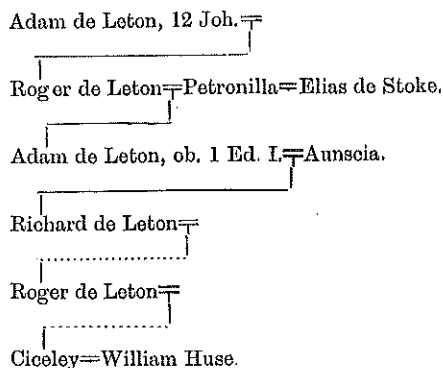 Adam de Leton, 12 Joh.=
Roger de Leton=Petronilla=Elias de Stoke.
Adam de Leton, ob. 1 Ed. I.=Aunscia.
Richard de Leton=
Roger de Leton=
Ciceley=William Huse.